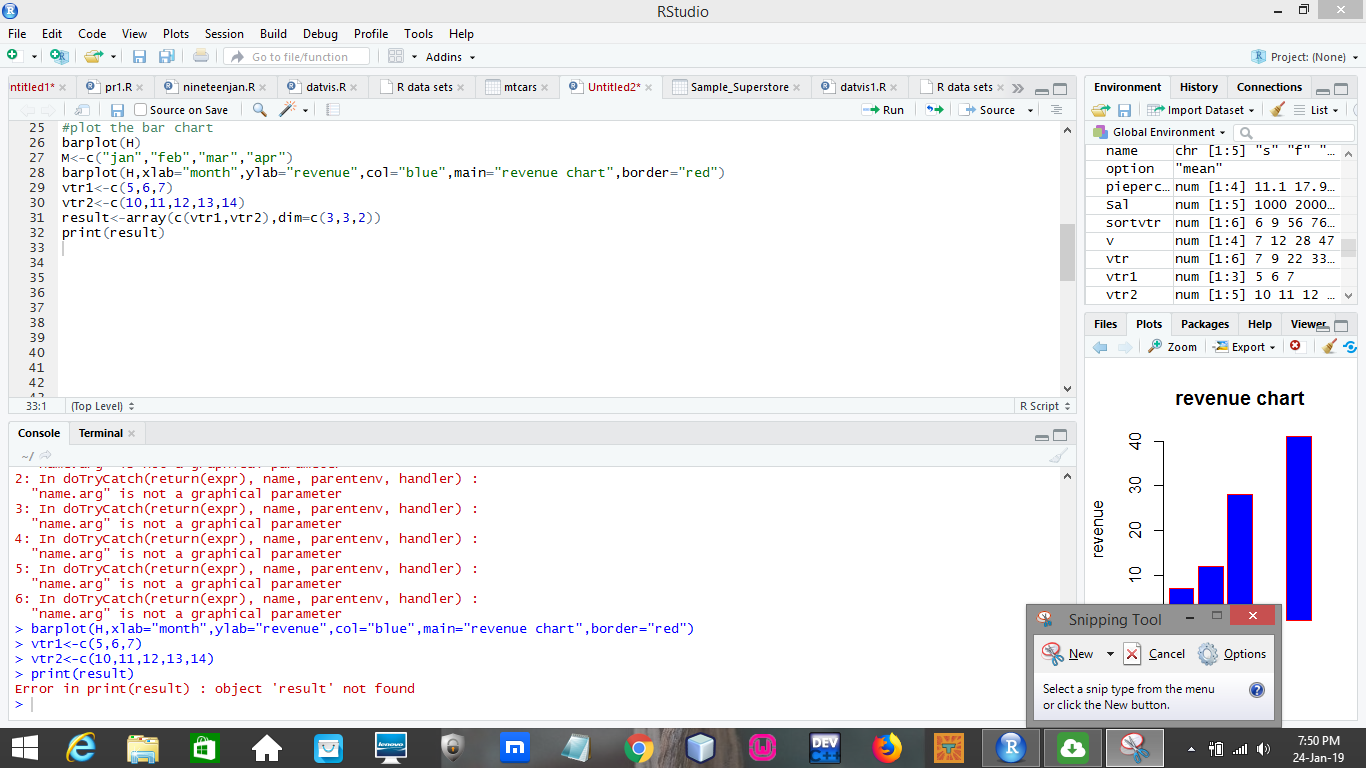 RStudio
File Edit Code View Plots Session Build Debug Profile Tools Help
Go to file/function Addins Project: (None)
ntitled1* pr1.R nineteenjan.R datvis.R R data sets mtcars Untitled2* Sample_Superstore datvis1.R R data sets
Source on Save Run Source
25 #plot the bar chart
26 barplot(H)
27 M<-c("jan","feb","mar","apr")
28 barplot(H,xlab="month",ylab="revenue",col="blue",main="revenue chart",border="red")
29 vtr1<-c(5,6,7)
30 vtr2<-c(10,11,12,13,14)
31 result<-array(c(vtr1,vtr2),dim=c(3,3,2))
32 print(result)
33
34
35
36
37
38
39
40
41
42
33:1 (Top Level) R Script
Console Terminal
~/
"name.arg" is not a graphical parameter
2: In doTryCatch(return(expr), name, parentenv, handler) :
"name.arg" is not a graphical parameter
3: In doTryCatch(return(expr), name, parentenv, handler) :
"name.arg" is not a graphical parameter
4: In doTryCatch(return(expr), name, parentenv, handler) :
"name.arg" is not a graphical parameter
5: In doTryCatch(return(expr), name, parentenv, handler) :
"name.arg" is not a graphical parameter
6: In doTryCatch(return(expr), name, parentenv, handler) :
"name.arg" is not a graphical parameter
> barplot(H,xlab="month",ylab="revenue",col="blue",main="revenue chart",border="red")
> vtr1<-c(5,6,7)
> vtr2<-c(10,11,12,13,14)
> print(result)
Error in print(result) : object 'result' not found
>
Environment History Connections
Import Dataset List
Global Environment
name chr [1:5] "s" "f" "…
option "mean"
pieperc… num [1:4] 11.1 17.9…
Sal num [1:5] 1000 2000…
sortvtr num [1:6] 6 9 56 76…
v num [1:4] 7 12 28 47
vtr num [1:6] 7 9 22 33…
vtr1 num [1:3] 5 6 7
vtr2 num [1:5] 10 11 12 …
Files Plots Packages Help Viewer
Zoom Export
revenue chart
40
30
20
10
revenue
Snipping Tool
New Cancel Options
Select a snip type from the menu
or click the New button.
lenovo
DEV
C++
7:50 PM
24-Jan-19